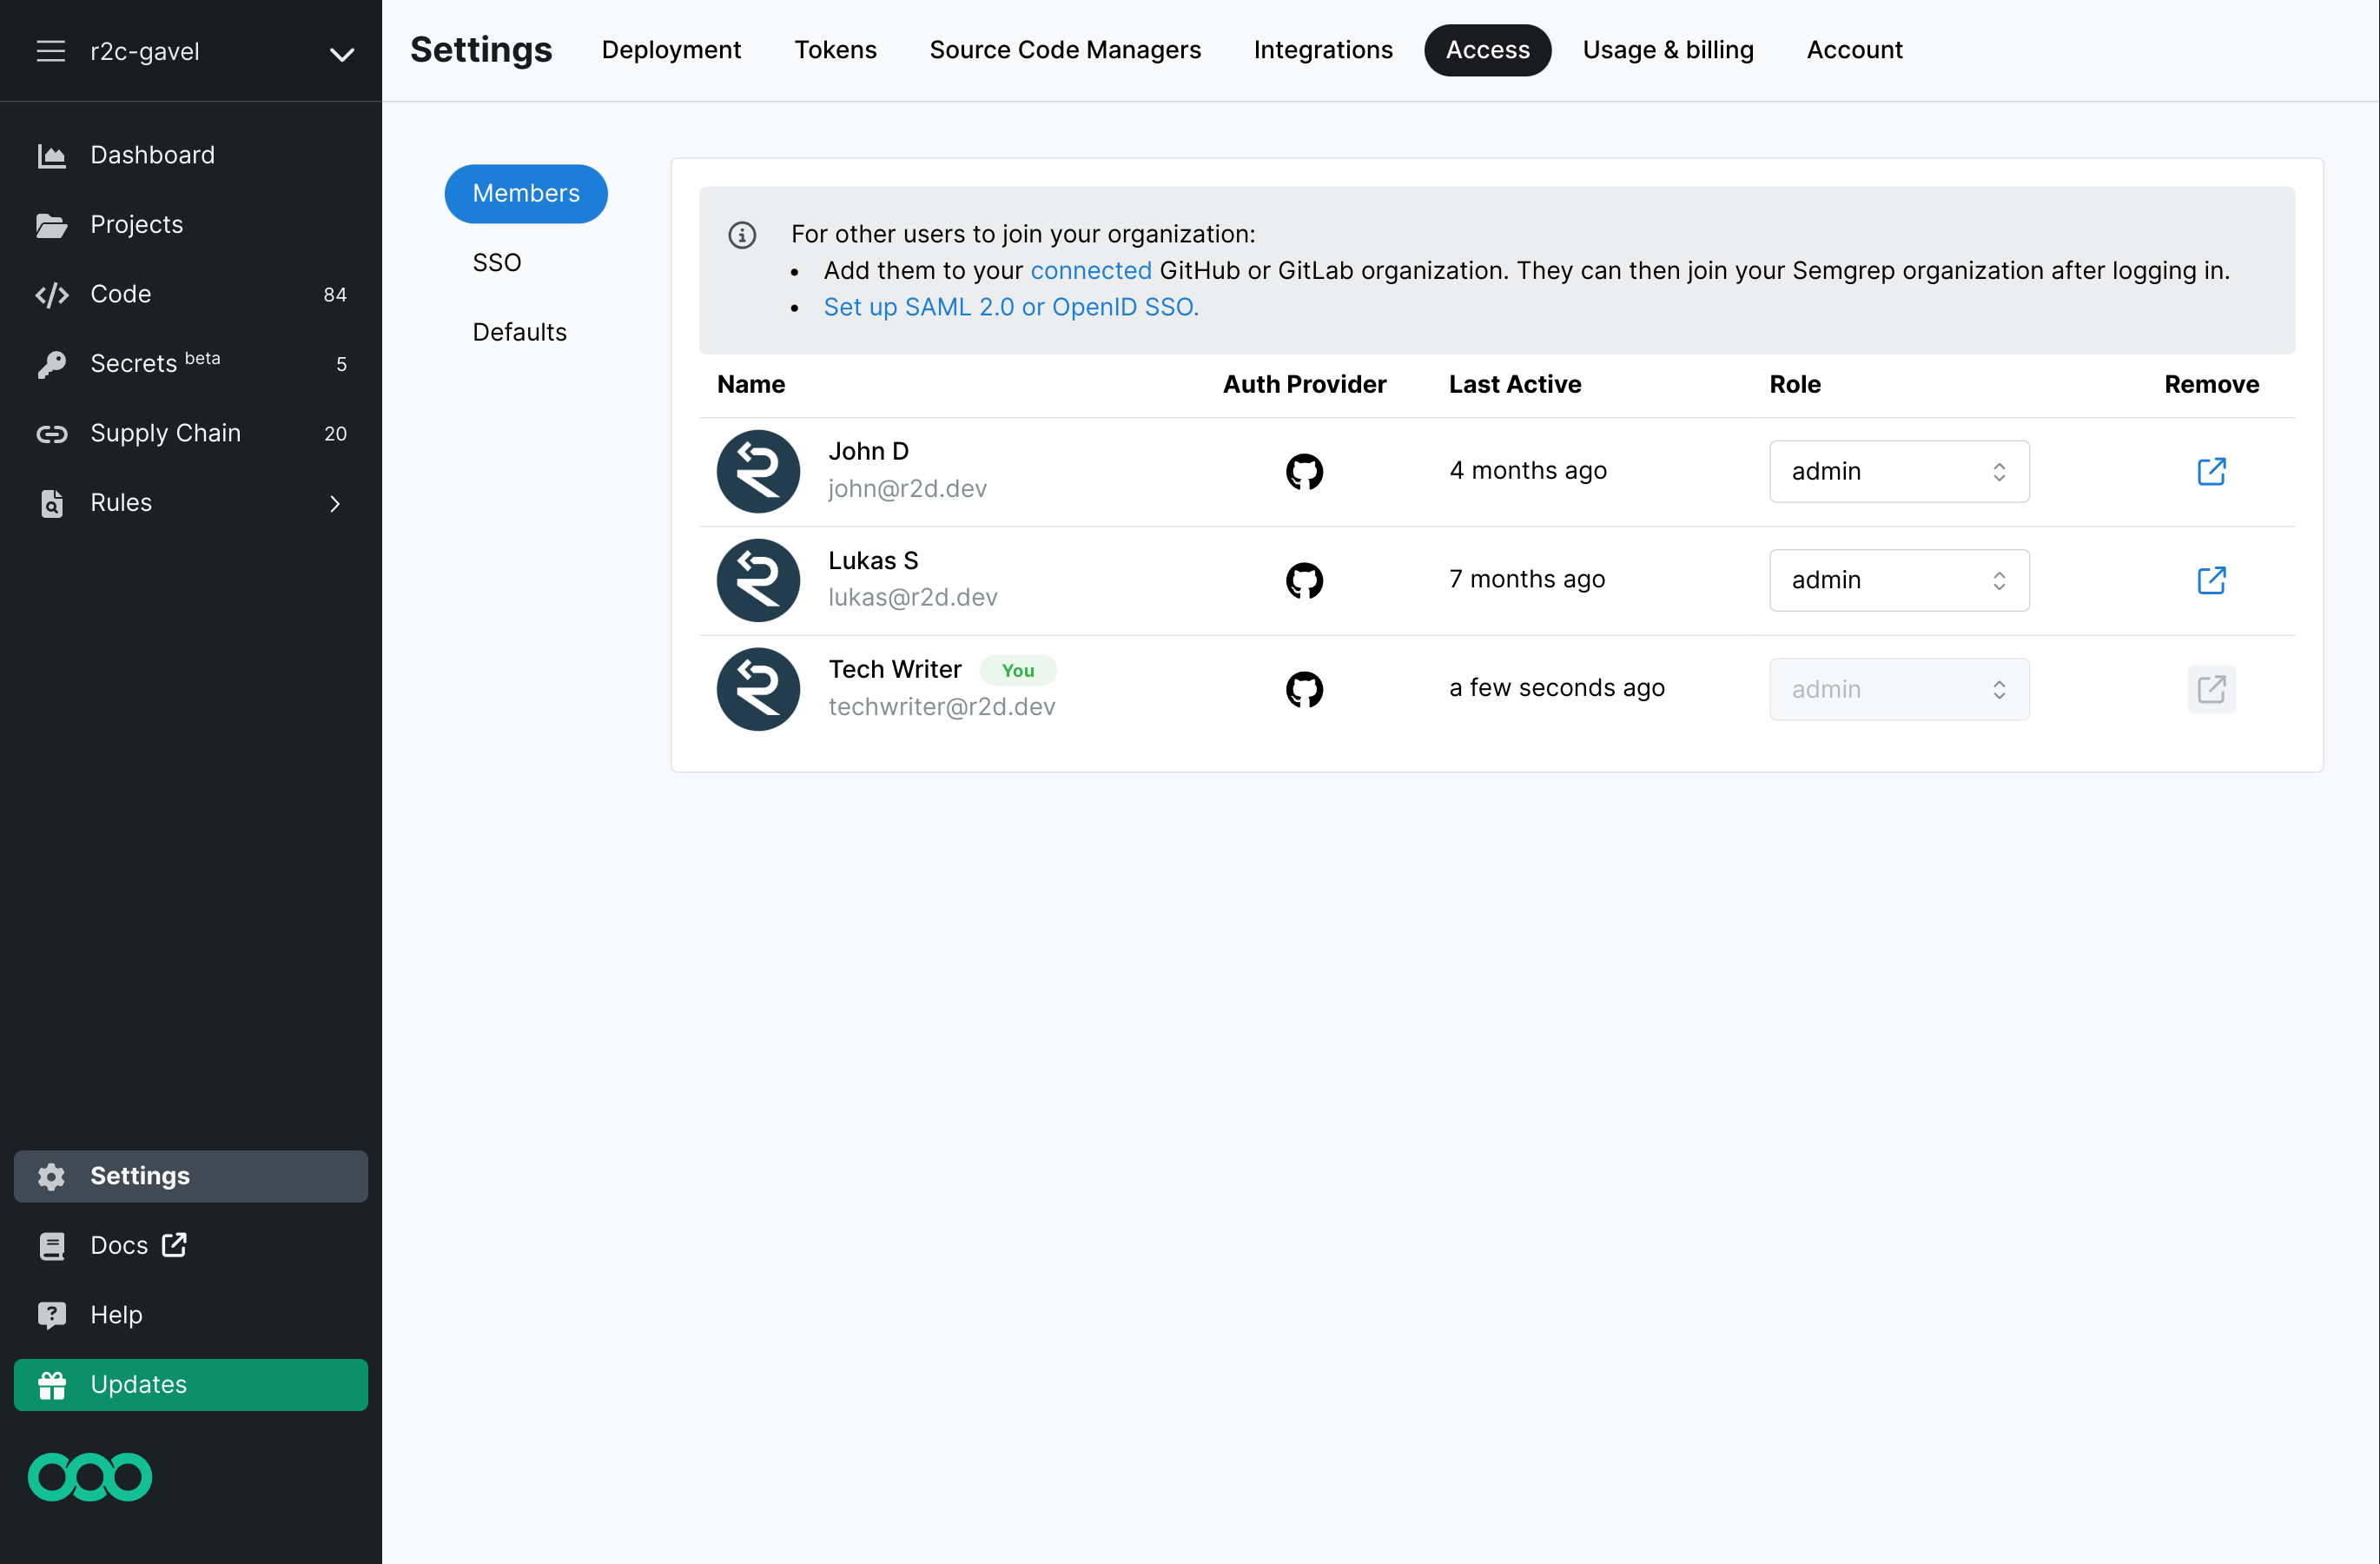 r2c-gavel
Settings Deployment Tokens Source Code Managers Integrations Access Usage & billing Account
Dashboard
Projects
Code 84
Secrets beta 5
Supply Chain 20
Rules
Settings
Docs
Help
Updates
Members
SSO
Defaults
For other users to join your organization:
• Add them to your connected GitHub or GitLab organization. They can then join your Semgrep organization after logging in.
• Set up SAML 2.0 or OpenID SSO.
Name Auth Provider Last Active Role Remove
John D
john@r2d.dev
4 months ago admin
Lukas S
lukas@r2d.dev
7 months ago admin
Tech Writer You
techwriter@r2d.dev
a few seconds ago admin